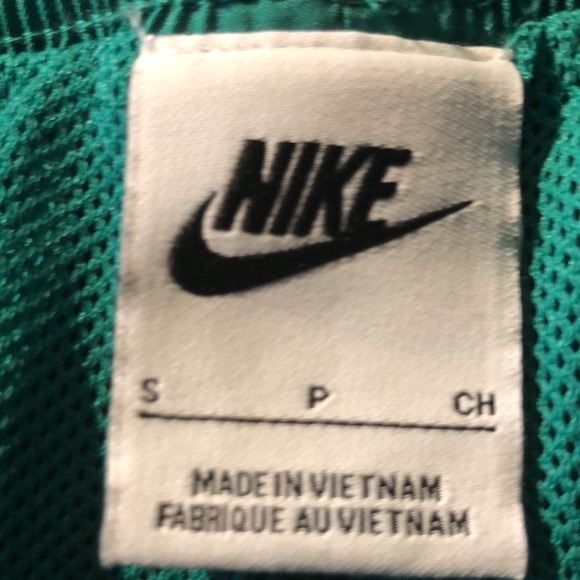 NIKE
S P CH
MADE IN VIETNAM
FABRIQUE AU VIETNAM